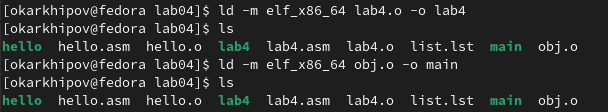 [okarkhipov@fedora lab04]$ ld -m elf_x86_64 lab4.o -o lab4
[okarkhipov@fedora lab04]$ ls
hello  hello.asm  hello.o  lab4  lab4.asm  lab4.o  list.lst  main  obj.o
[okarkhipov@fedora lab04]$ ld -m elf_x86_64 obj.o -o main
[okarkhipov@fedora lab04]$ ls
hello  hello.asm  hello.o  lab4  lab4.asm  lab4.o  list.lst  main  obj.o